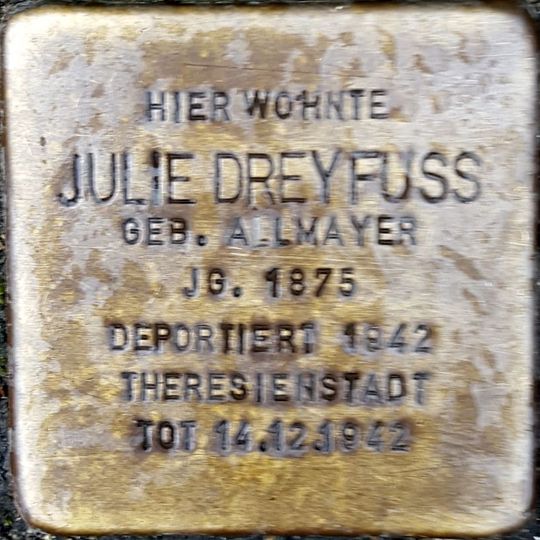 HIER WOHNTE
JULIE DREYFUSS
GEB. ALLMAYER
JG. 1875
DEPORTIERT 1942
THERESIENSTADT
TOT 14.12.1942